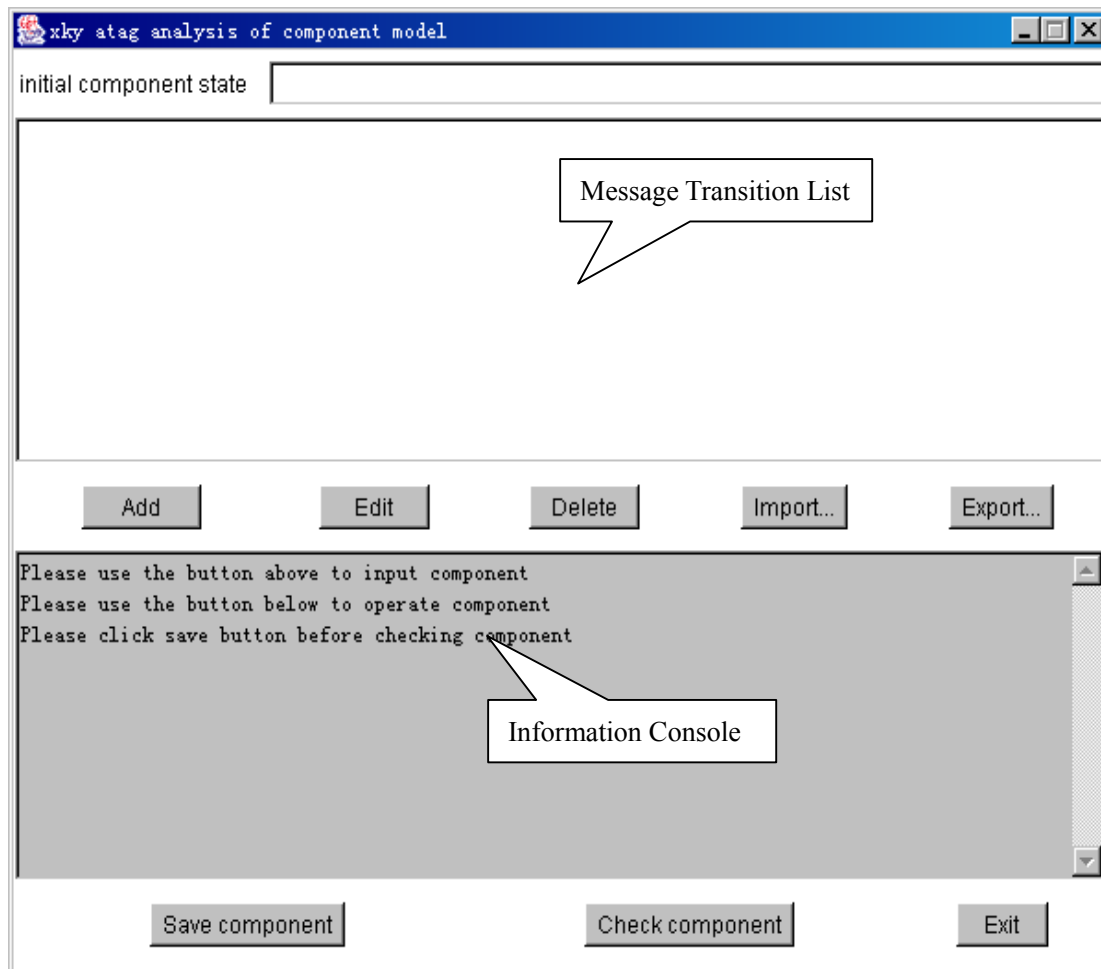 xky atag analysis of component model
initial component state
Message Transition List
Add Edit Delete Import... Export...
Please use the button above to input component
Please use the button below to operate component
Please click save button before checking component
Information Console
Save component Check component Exit